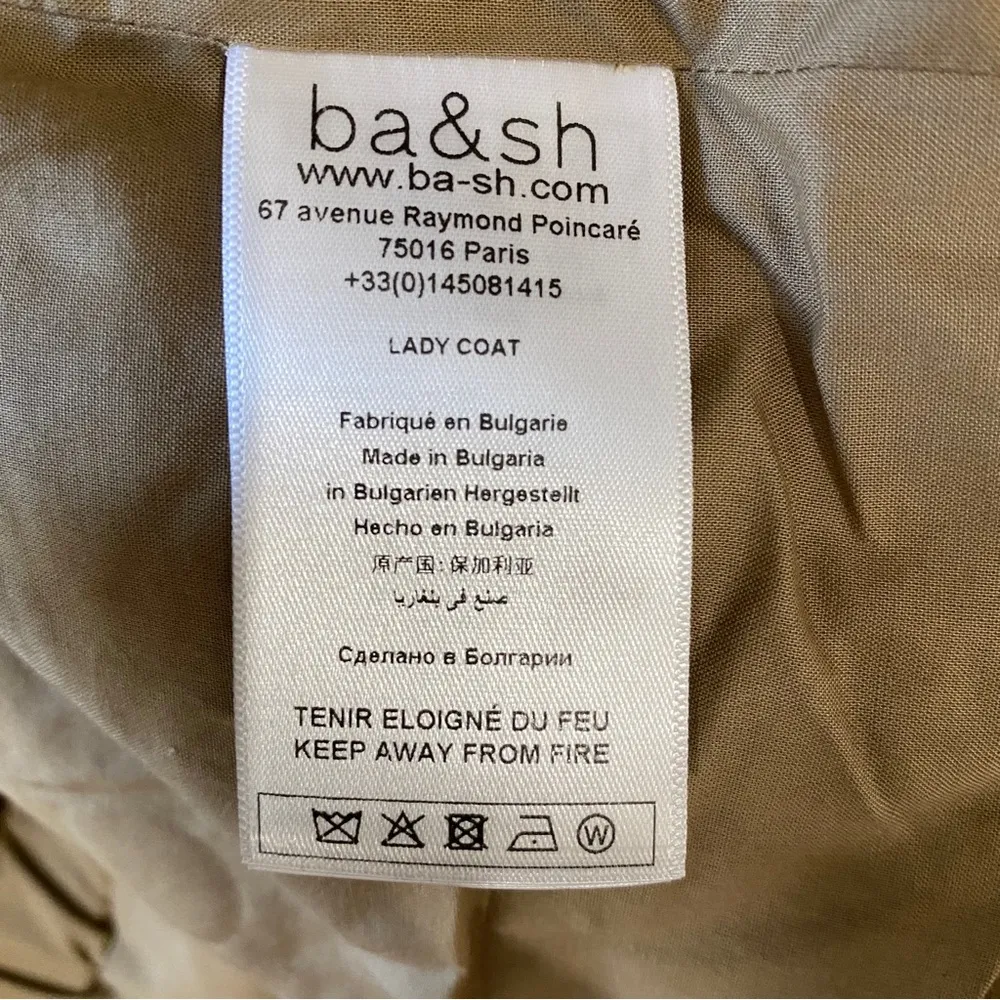 ba&sh
www.ba-sh.com
67 avenue Raymond Poincaré
75016 Paris
+33(0)145081415
LADY COAT
Fabriqué en Bulgarie
Made in Bulgaria
in Bulgarien Hergestellt
Hecho en Bulgaria
原产国:保加利亚
صنع في بلغاريا
Сделано в Болгарии
TENIR ELOIGNÉ DU FEU
KEEP AWAY FROM FIRE
W